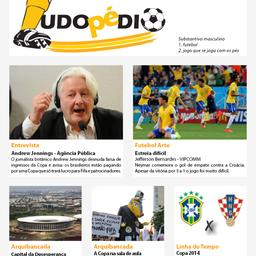 LUDOPÉDIO
Substantivo masculino
1. futebol
2. jogo que se joga com os pés
Entrevista
Andrew Jennings - Agência Pública
O jornalista britânico Andrew Jennings desnuda farsa de
ingressos da Copa e avisa: os brasileiros estão pagando
por uma Copa que só trará lucro para Fifa e patrocinadores.
Futebol Arte
Estreia difícil
Jefferson Bernardes - VIPCOMM
Neymar comemora o gol de empate contra a Croácia.
Apesar da vitória por 3 a 1 o jogo foi muito difícil.
Arquibancada
Capital da Desesperança
Arquibancada
A Copa na sala de aula
X
Linha do Tempo
Copa 2014